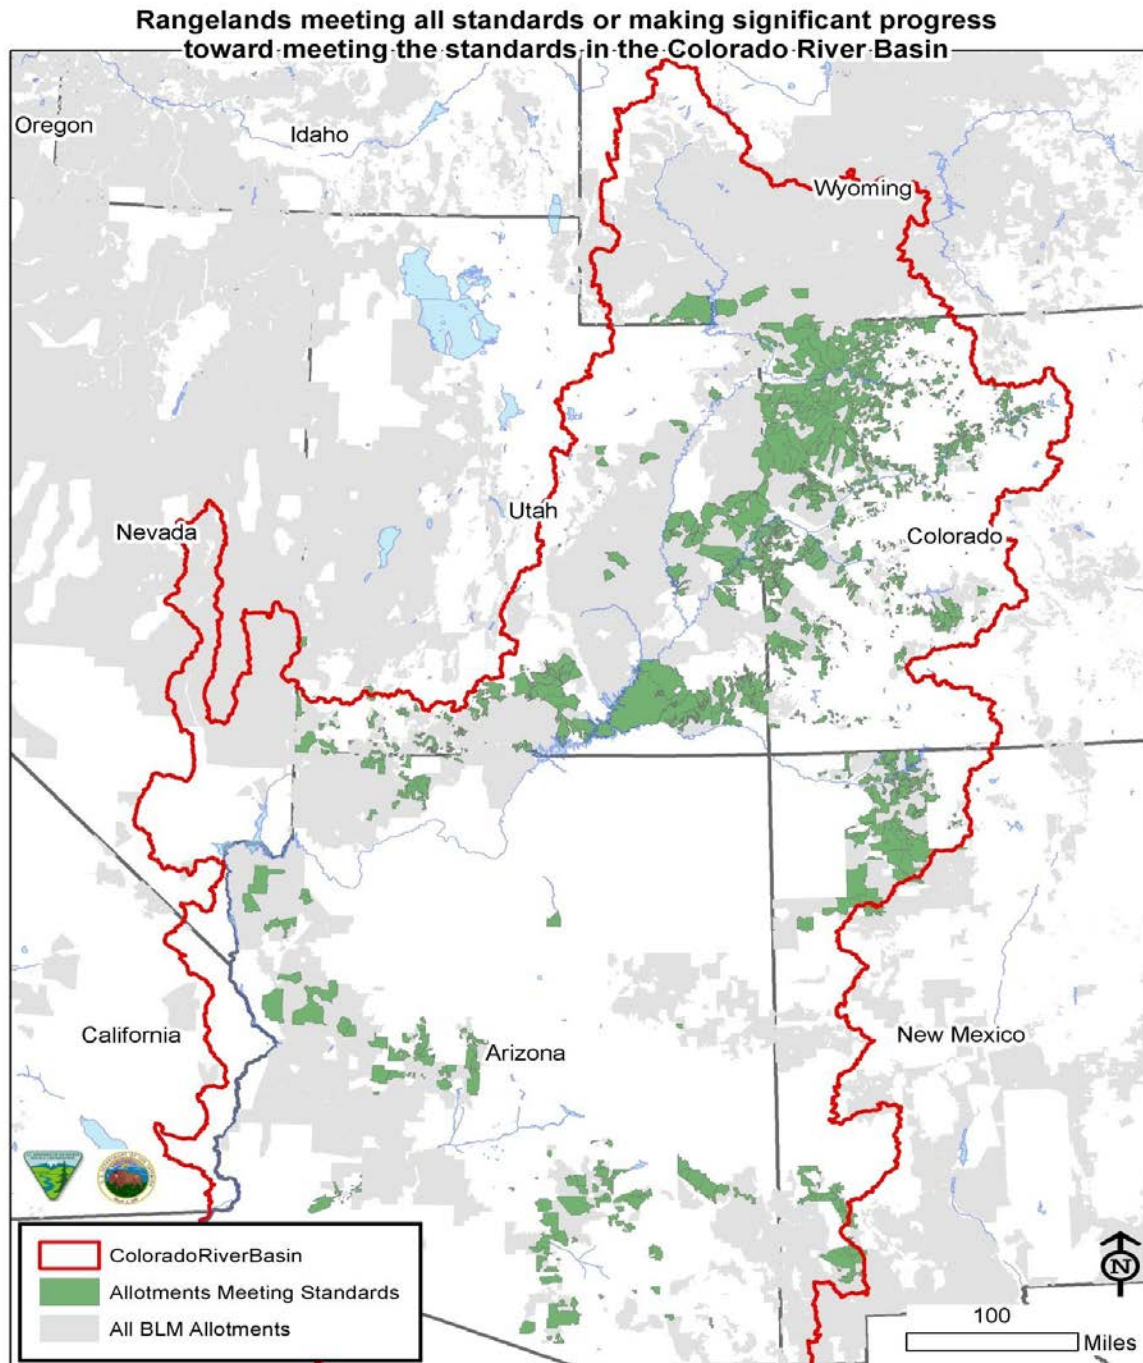 Rangelands meeting all standards or making significant progress
toward meeting the standards in the Colorado River Basin
Oregon
Idaho
Wyoming
Utah
Nevada
Colorado
California
Arizona
New Mexico
ColoradoRiverBasin
Allotments Meeting Standards
All BLM Allotments
N
100
Miles